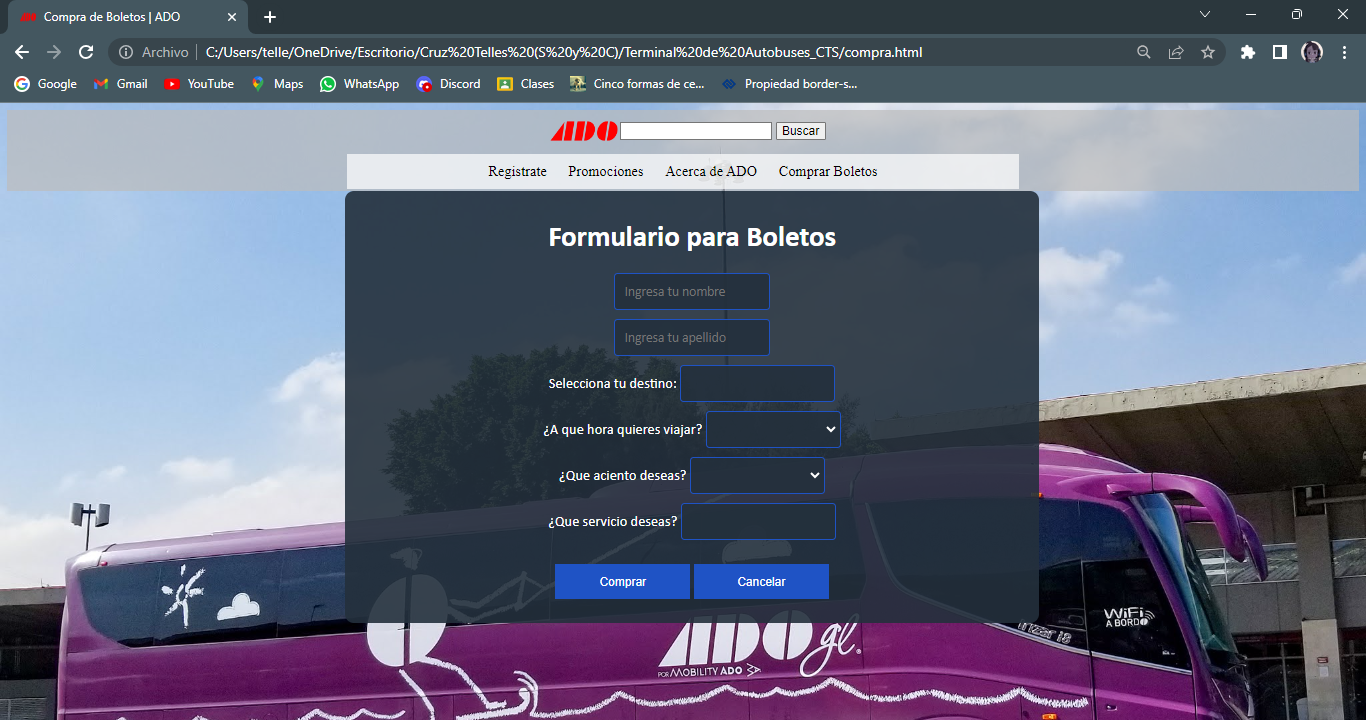 Compra de Boletos | ADO
Archivo | C:/Users/telle/OneDrive/Escritorio/Cruz%20Telles%20(S%20y%20C)/Terminal%20de%20Autobuses_CTS/compra.html
Google Gmail YouTube Maps WhatsApp Discord Clases Cinco formas de ce... Propiedad border-s...
ADO Buscar
Registrate Promociones Acerca de ADO Comprar Boletos
Formulario para Boletos
Ingresa tu nombre
Ingresa tu apellido
Selecciona tu destino:
¿A que hora quieres viajar?
¿Que aciento deseas?
¿Que servicio deseas?
Comprar Cancelar
WiFi
A BORDO
irizar i8
ADO gl.
POR MOBILITY ADO